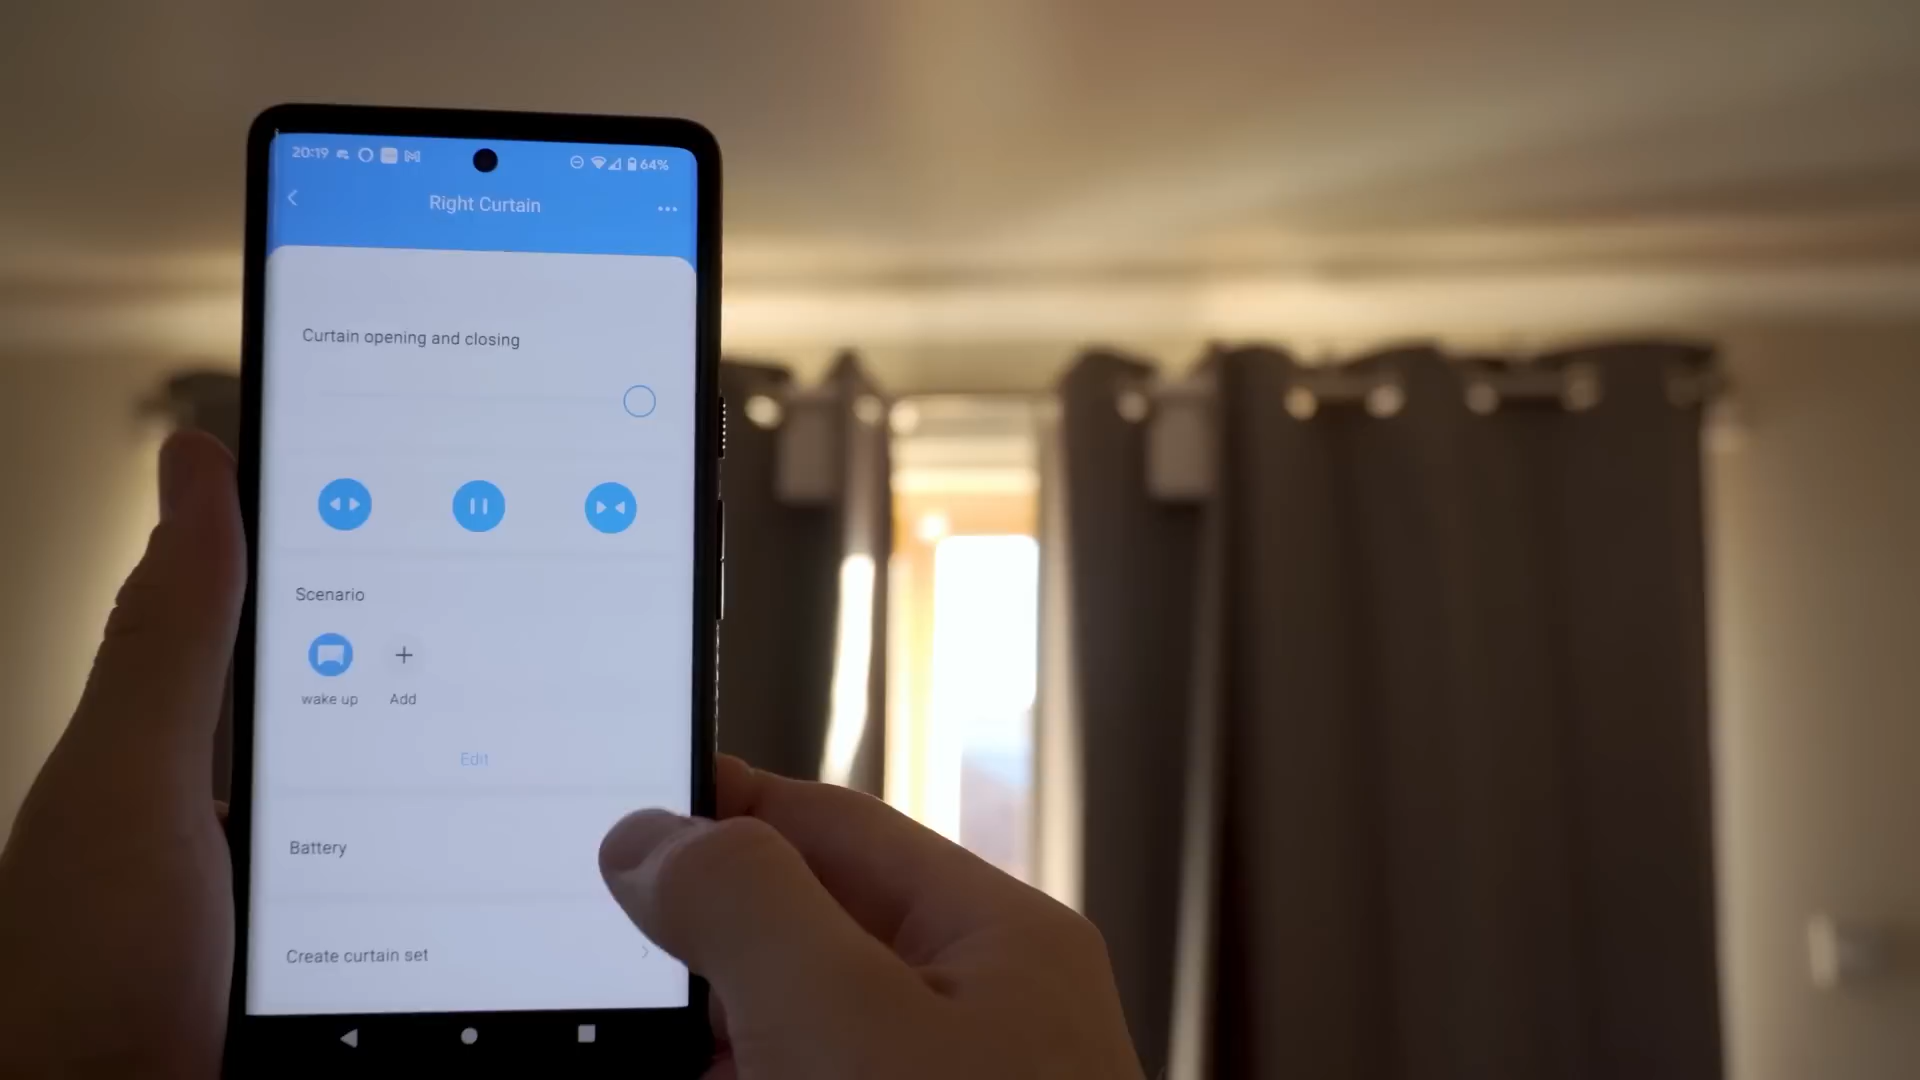 20:19
64%
Right Curtain
Curtain opening and closing
Scenario
wake up
Add
Edit
Battery
Create curtain set